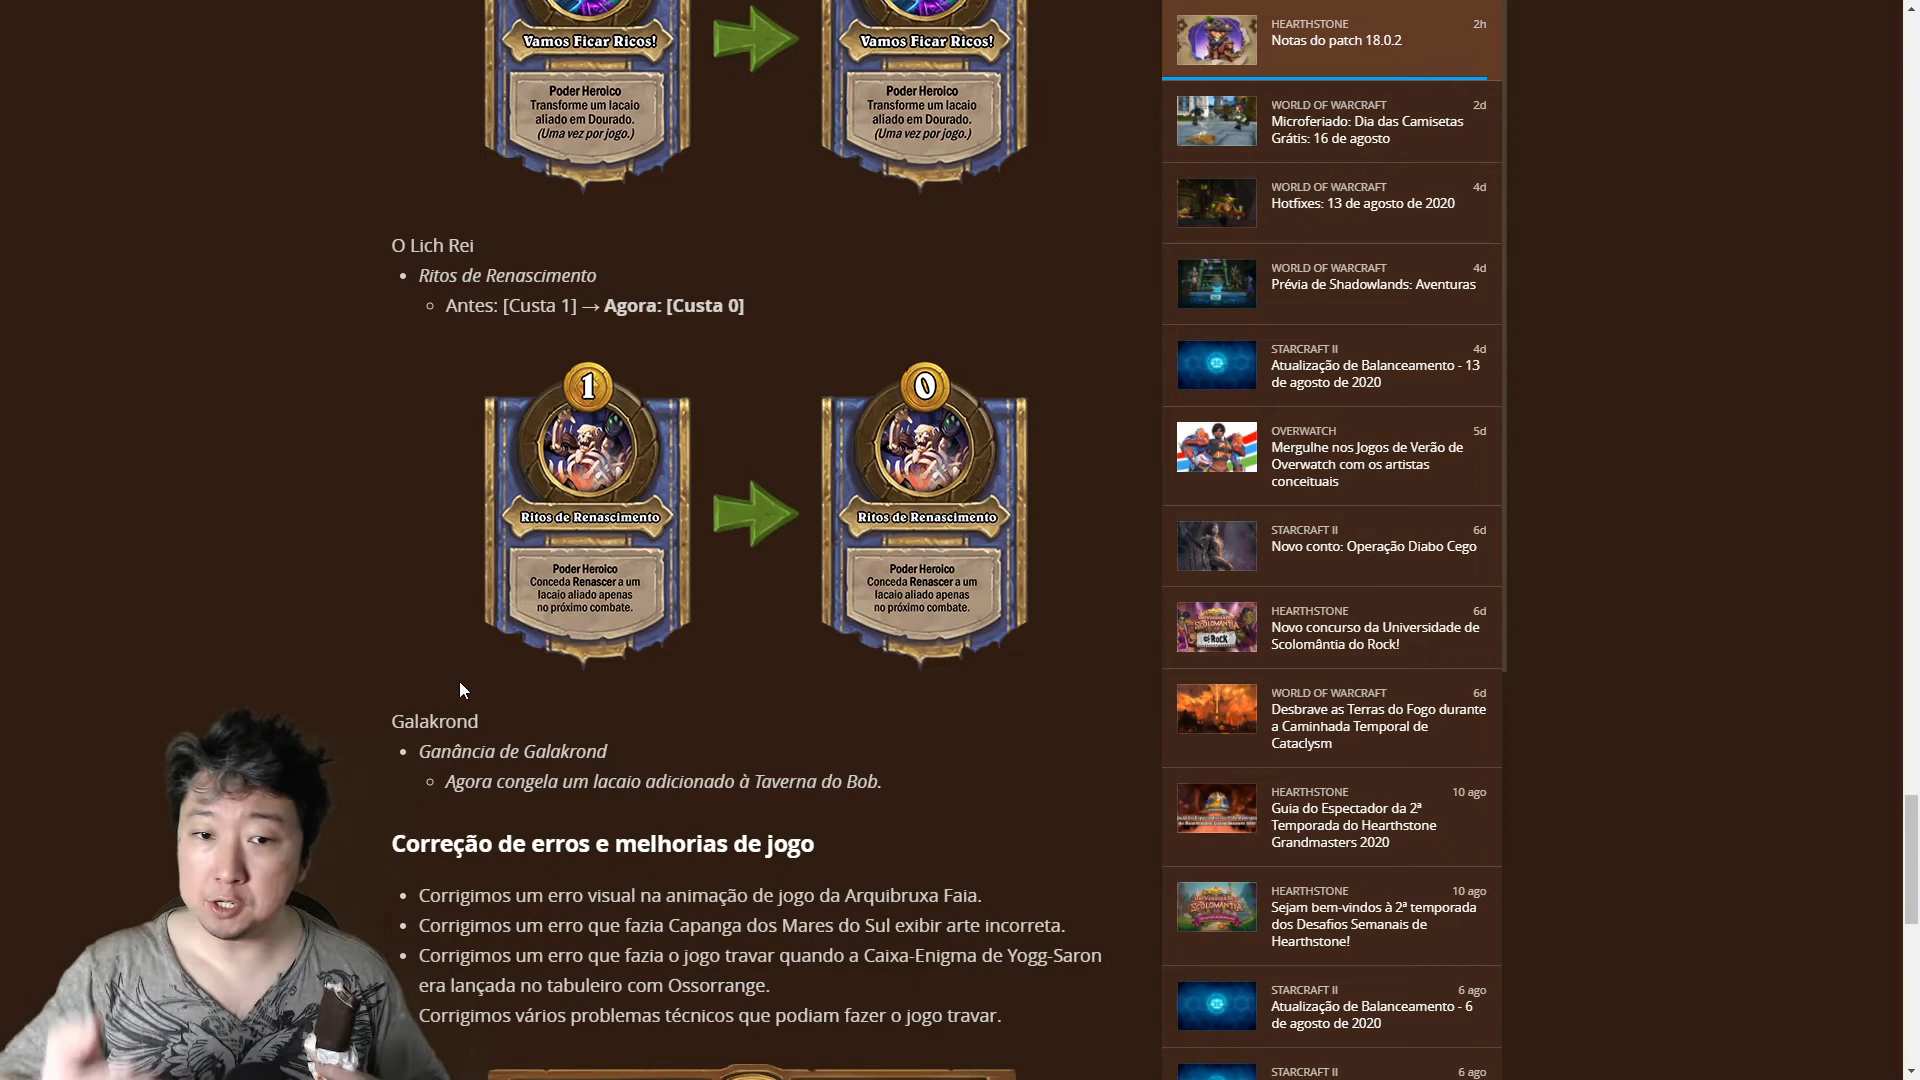 Vamos Ficar Ricos!
Poder Heroico
Transforme um lacaio
aliado em Dourado.
(Uma vez por jogo.)
Vamos Ficar Ricos!
Poder Heroico
Transforme um lacaio
aliado em Dourado.
(Uma vez por jogo.)
O Lich Rei
• Ritos de Renascimento
○ Antes: [Custa 1] → Agora: [Custa 0]
1
Ritos de Renascimento
Poder Heroico
Conceda Renascer a um
lacaio aliado apenas
no próximo combate.
0
Ritos de Renascimento
Poder Heroico
Conceda Renascer a um
lacaio aliado apenas
no próximo combate.
Galakrond
• Ganância de Galakrond
○ Agora congela um lacaio adicionado à Taverna do Bob.
Correção de erros e melhorias de jogo
• Corrigimos um erro visual na animação de jogo da Arquibruxa Faia.
• Corrigimos um erro que fazia Capanga dos Mares do Sul exibir arte incorreta.
• Corrigimos um erro que fazia o jogo travar quando a Caixa-Enigma de Yogg-Saron
era lançada no tabuleiro com Ossorrange.
Corrigimos vários problemas técnicos que podiam fazer o jogo travar.
HEARTHSTONE 2h
Notas do patch 18.0.2
WORLD OF WARCRAFT 2d
Microferiado: Dia das Camisetas
Grátis: 16 de agosto
WORLD OF WARCRAFT 4d
Hotfixes: 13 de agosto de 2020
WORLD OF WARCRAFT 4d
Prévia de Shadowlands: Aventuras
STARCRAFT II 4d
Atualização de Balanceamento - 13
de agosto de 2020
OVERWATCH 5d
Mergulhe nos Jogos de Verão de
Overwatch com os artistas
conceituais
STARCRAFT II 6d
Novo conto: Operação Diabo Cego
HEARTHSTONE 6d
Novo concurso da Universidade de
Scolomântia do Rock!
WORLD OF WARCRAFT 6d
Desbrave as Terras do Fogo durante
a Caminhada Temporal de
Cataclysm
HEARTHSTONE 10 ago
Guia do Espectador da 2ª
Temporada do Hearthstone
Grandmasters 2020
HEARTHSTONE 10 ago
Sejam bem-vindos à 2ª temporada
dos Desafios Semanais de
Hearthstone!
STARCRAFT II 6 ago
Atualização de Balanceamento - 6
de agosto de 2020
STARCRAFT II 6 ago